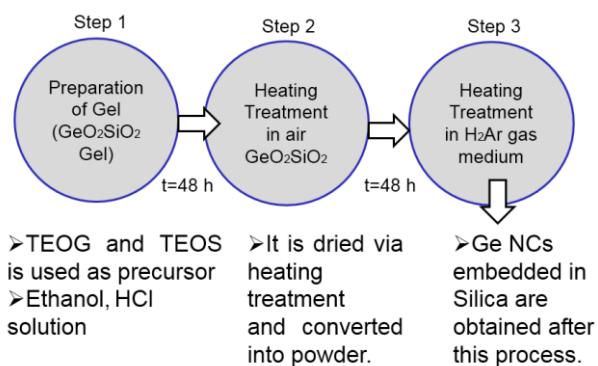 Step 1
Preparation
of Gel
(GeO₂SiO₂
Gel)
t=48 h
Step 2
Heating
Treatment
in air
GeO₂SiO₂
t=48 h
Step 3
Heating
Treatment
in H₂Ar gas
medium
➢TEOG and TEOS
is used as precursor
➢Ethanol, HCl
solution
➢It is dried via
heating
treatment
and converted
into powder.
➢Ge NCs
embedded in
Silica are
obtained after
this process.